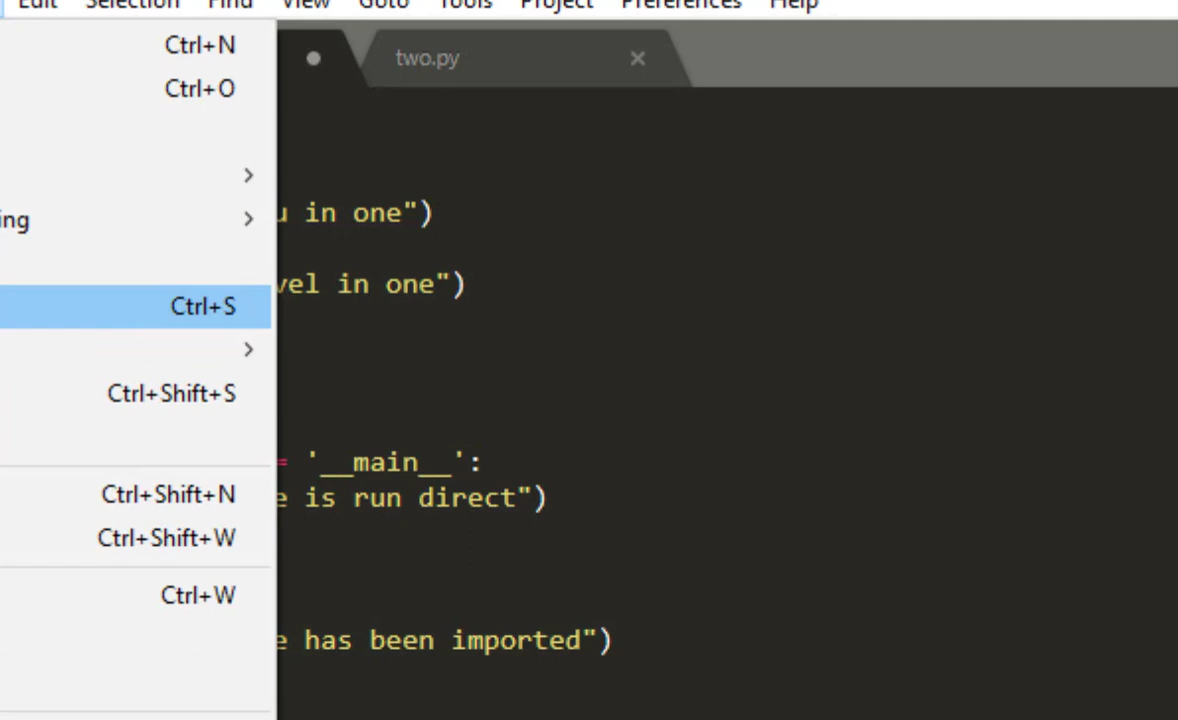 Edit Selection Find View Goto Tools Project Preferences Help
Ctrl+N
two.py
Ctrl+O
u in one")
ing
vel in one")
Ctrl+S
Ctrl+Shift+S
= '__main__':
Ctrl+Shift+N
e is run direct")
Ctrl+Shift+W
Ctrl+W
e has been imported")